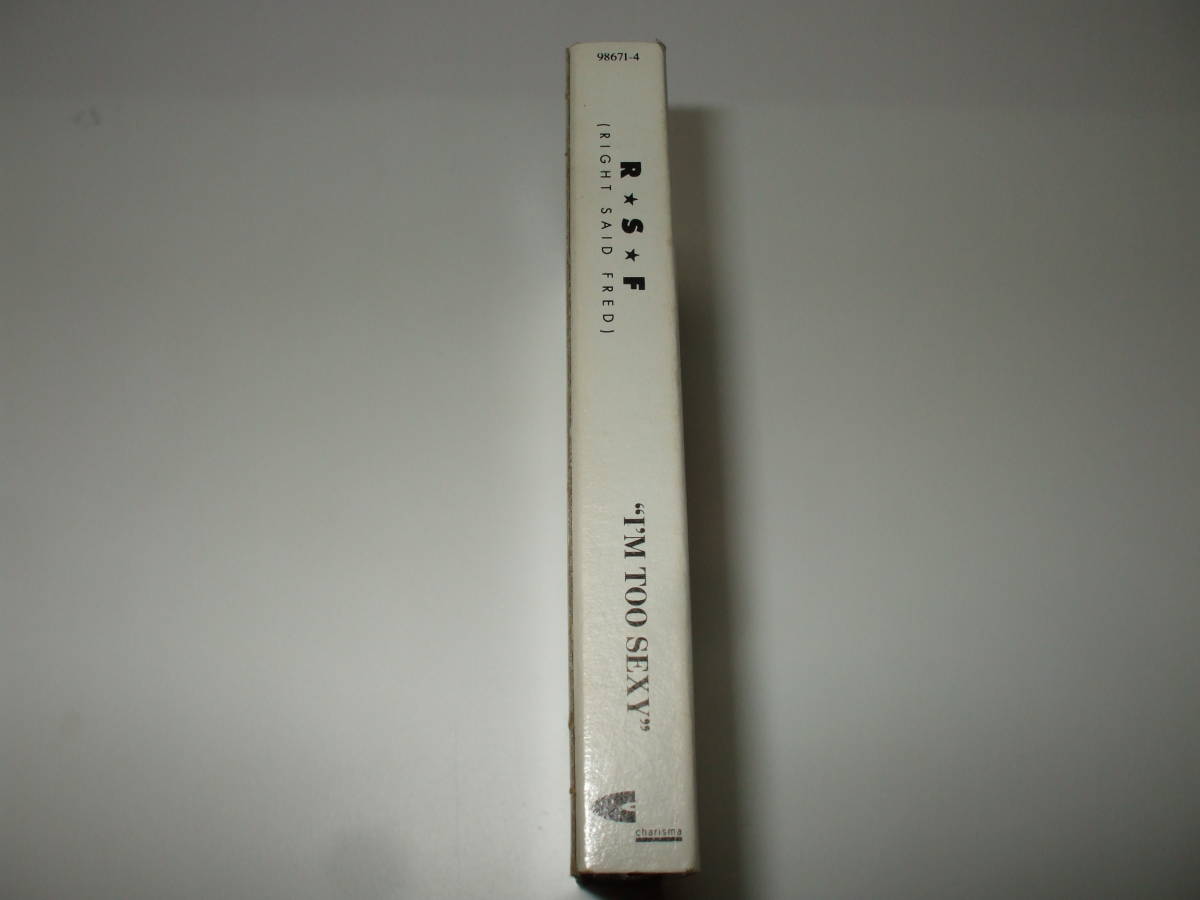 98671-4
R★S★F
(RIGHT SAID FRED)
“I'M TOO SEXY”
charisma